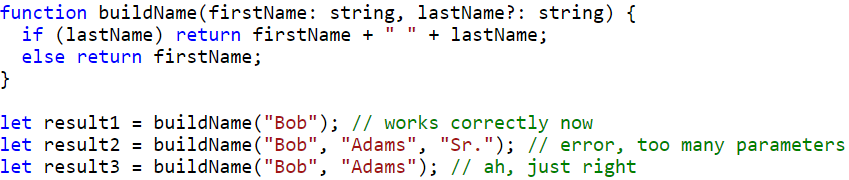 function buildName(firstName: string, lastName?: string) {
  if (lastName) return firstName + " " + lastName;
  else return firstName;
}

let result1 = buildName("Bob"); // works correctly now
let result2 = buildName("Bob", "Adams", "Sr."); // error, too many parameters
let result3 = buildName("Bob", "Adams"); // ah, just right